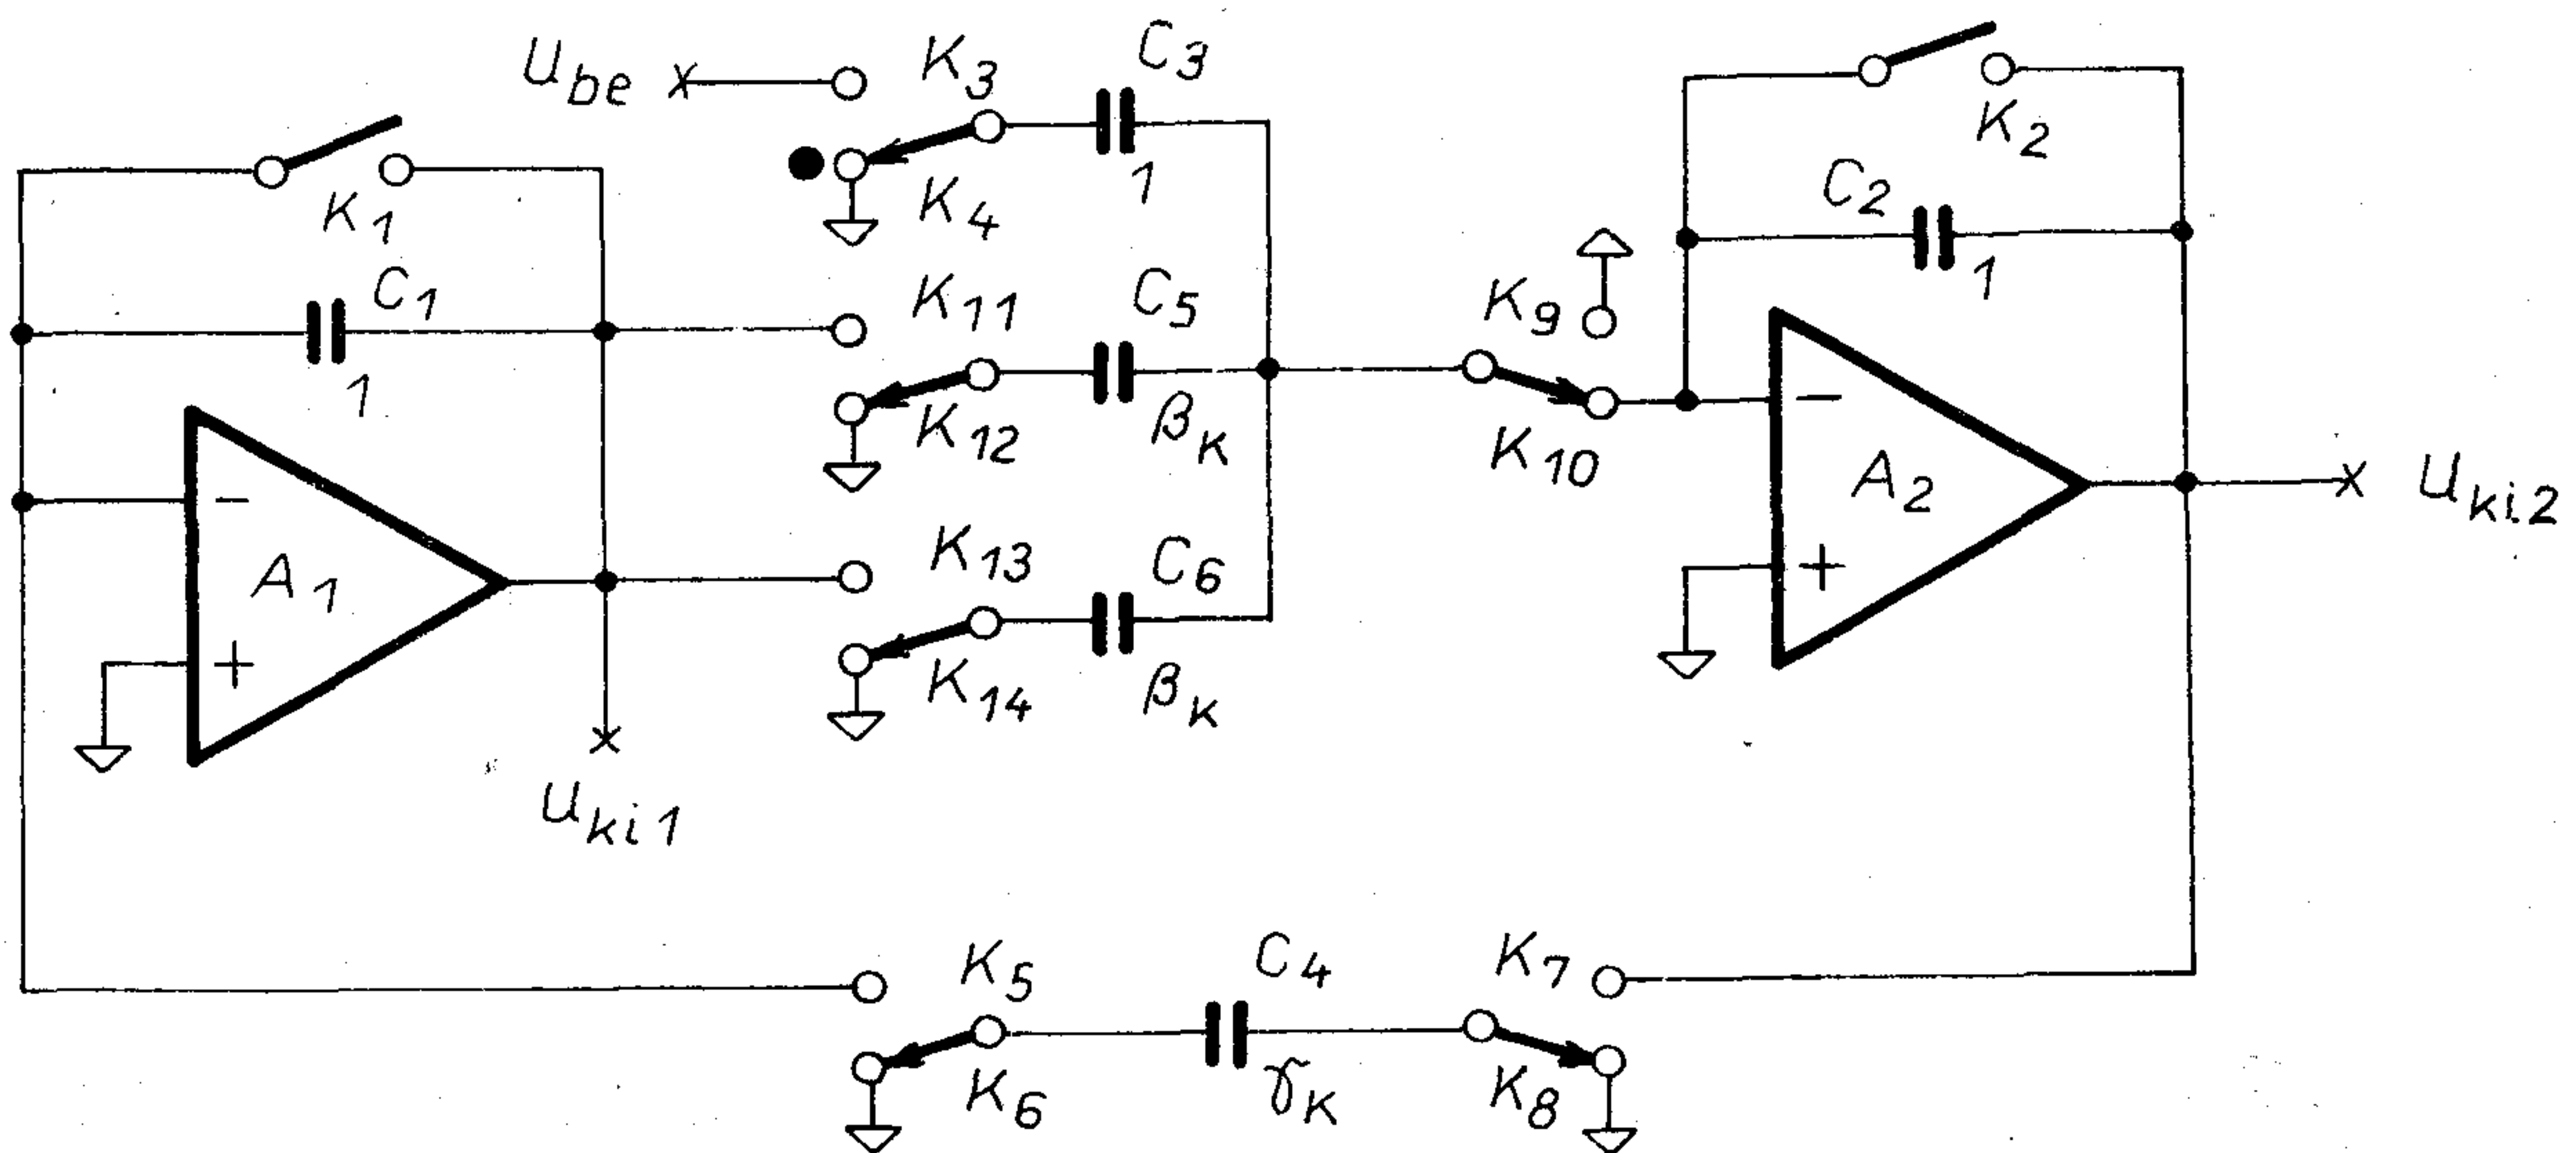 U_be
K_3
C_3
K_4
1
K_1
K_2
C_2
1
C_1
1
K_11
C_5
K_12
β_K
K_9
K_10
K_13
C_6
K_14
β_K
A_1
-
+
A_2
-
+
U_ki2
U_ki1
K_5
C_4
K_7
K_6
γ_K
K_8